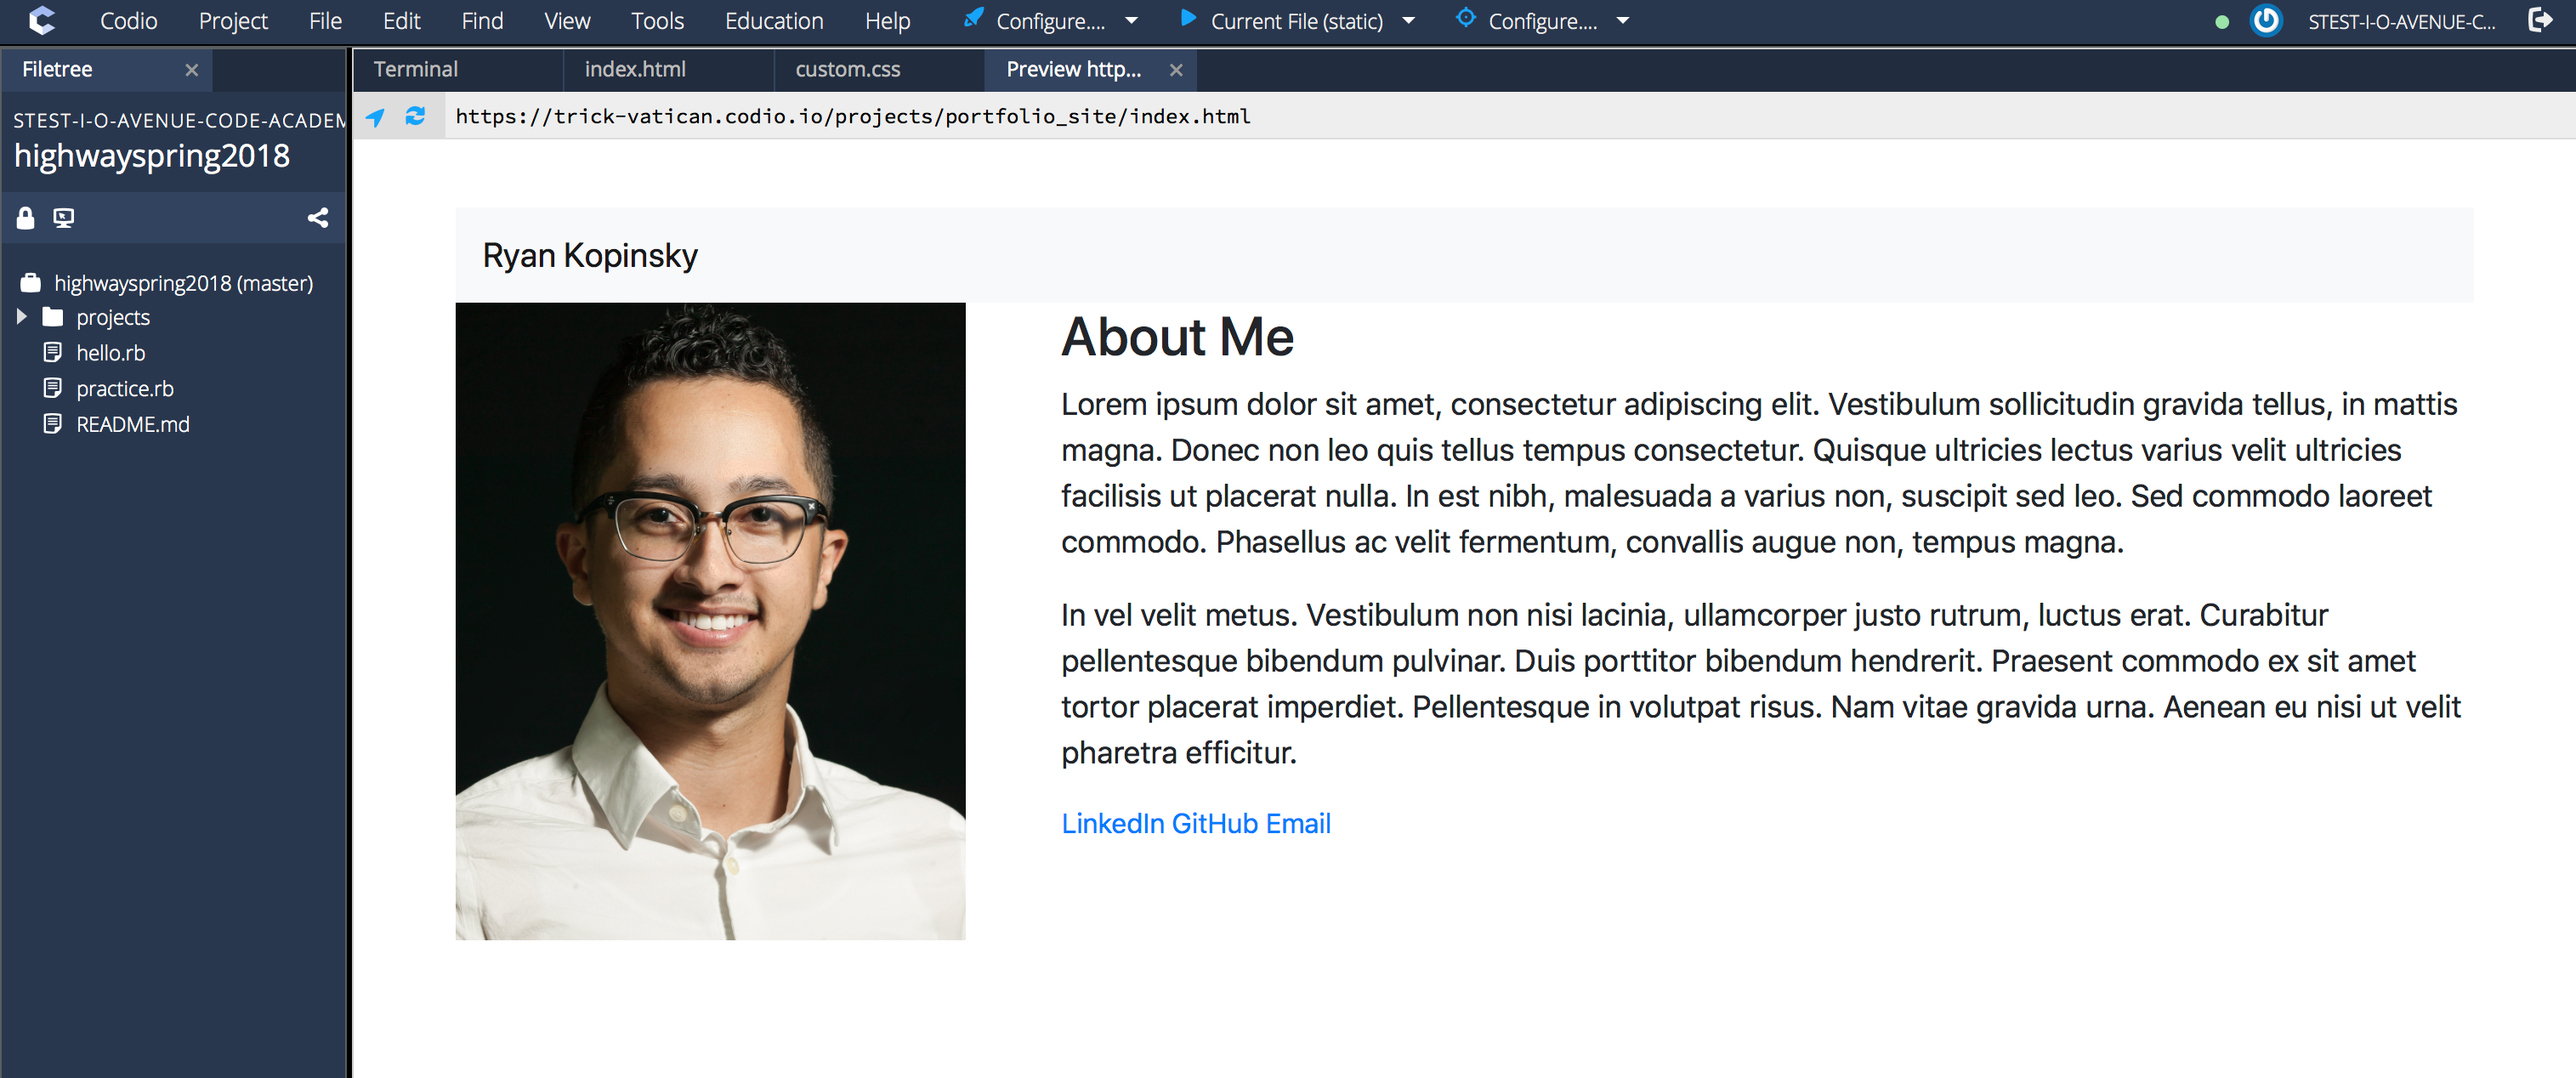 Codio Project File Edit Find View Tools Education Help Configure.... Current File (static) Configure.... STEST-I-O-AVENUE-C...
Filetree
Terminal index.html custom.css Preview http...
https://trick-vatican.codio.io/projects/portfolio_site/index.html
STEST-I-O-AVENUE-CODE-ACADEM
highwayspring2018
highwayspring2018 (master)
projects
hello.rb
practice.rb
README.md
Ryan Kopinsky
About Me
Lorem ipsum dolor sit amet, consectetur adipiscing elit. Vestibulum sollicitudin gravida tellus, in mattis
magna. Donec non leo quis tellus tempus consectetur. Quisque ultricies lectus varius velit ultricies
facilisis ut placerat nulla. In est nibh, malesuada a varius non, suscipit sed leo. Sed commodo laoreet
commodo. Phasellus ac velit fermentum, convallis augue non, tempus magna.
In vel velit metus. Vestibulum non nisi lacinia, ullamcorper justo rutrum, luctus erat. Curabitur
pellentesque bibendum pulvinar. Duis porttitor bibendum hendrerit. Praesent commodo ex sit amet
tortor placerat imperdiet. Pellentesque in volutpat risus. Nam vitae gravida urna. Aenean eu nisi ut velit
pharetra efficitur.
LinkedIn GitHub Email